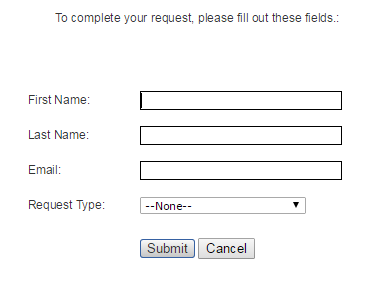 To complete your request, please fill out these fields.:
First Name:
Last Name:
Email:
Request Type: --None--
Submit Cancel